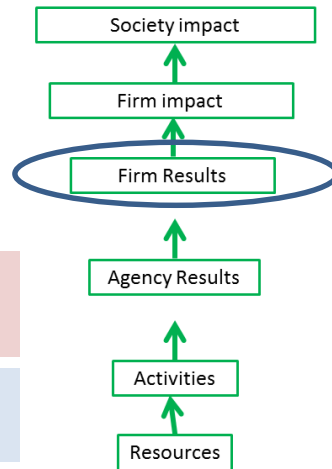 Society impact
Firm impact
Firm Results
Agency Results
Activities
Resources